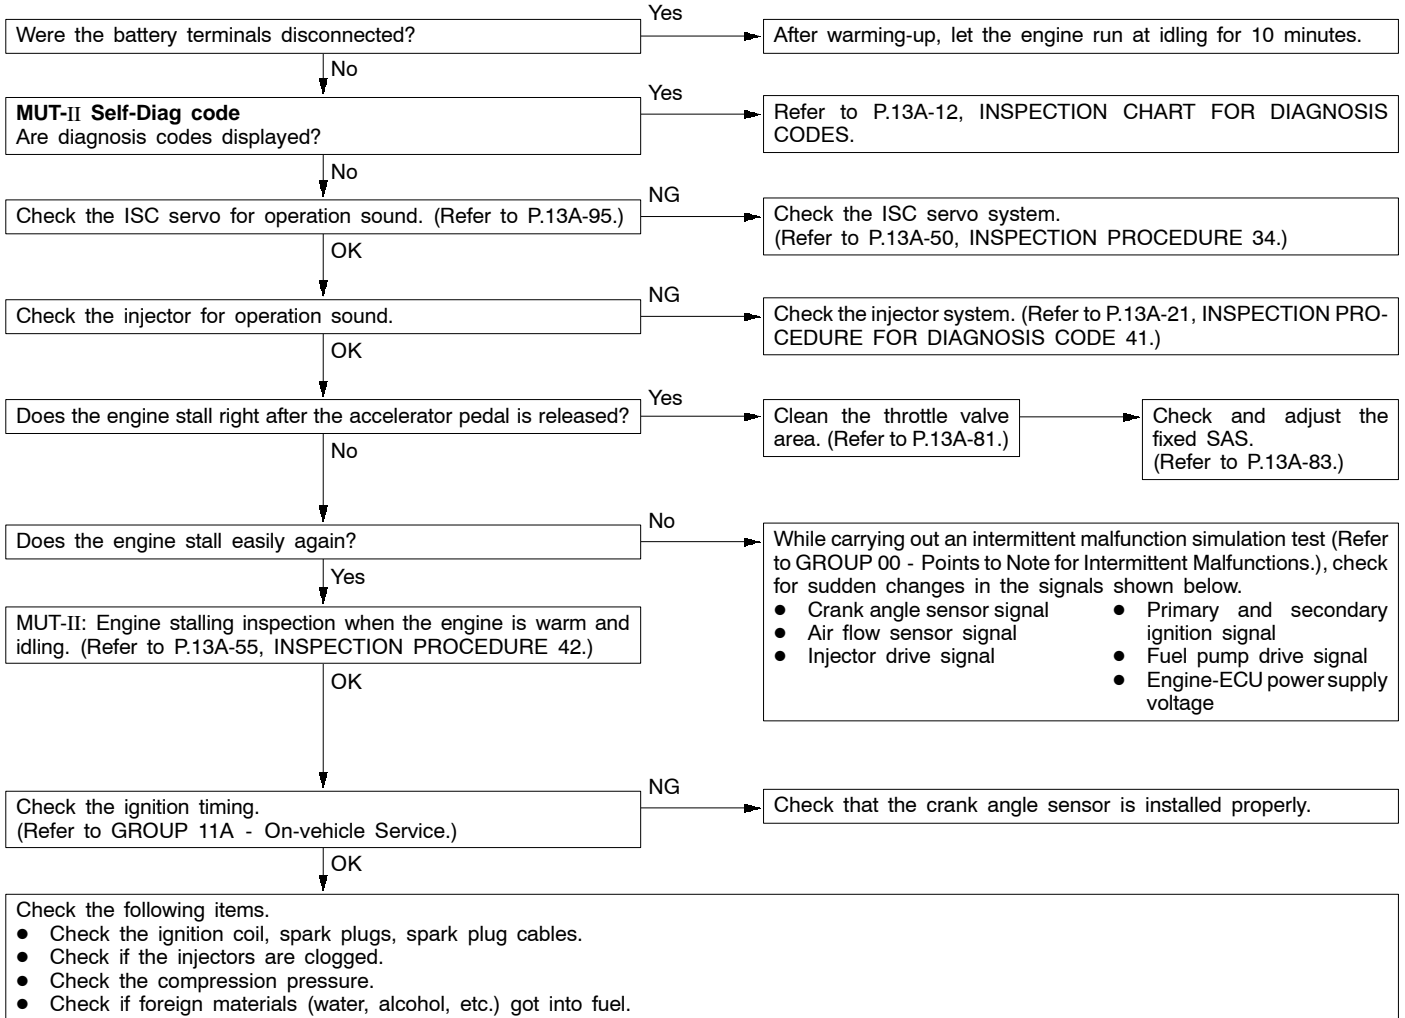 Yes
Were the battery terminals disconnected?
After warming-up, let the engine run at idling for 10 minutes.
No
Yes
MUT-II Self-Diag code
Are diagnosis codes displayed?
Refer to P.13A-12, INSPECTION CHART FOR DIAGNOSIS
CODES.
No
NG
Check the ISC servo for operation sound. (Refer to P.13A-95.)
Check the ISC servo system.
(Refer to P.13A-50, INSPECTION PROCEDURE 34.)
OK
NG
Check the injector for operation sound.
Check the injector system. (Refer to P.13A-21, INSPECTION PRO-
CEDURE FOR DIAGNOSIS CODE 41.)
OK
Yes
Does the engine stall right after the accelerator pedal is released?
Clean the throttle valve
area. (Refer to P.13A-81.)
Check and adjust the
fixed SAS.
(Refer to P.13A-83.)
No
No
Does the engine stall easily again?
While carrying out an intermittent malfunction simulation test (Refer
to GROUP 00 - Points to Note for Intermittent Malfunctions.), check
for sudden changes in the signals shown below.
● Crank angle sensor signal
● Air flow sensor signal
● Injector drive signal
● Primary and secondary
ignition signal
● Fuel pump drive signal
● Engine-ECU power supply
voltage
Yes
MUT-II: Engine stalling inspection when the engine is warm and
idling. (Refer to P.13A-55, INSPECTION PROCEDURE 42.)
OK
NG
Check the ignition timing.
(Refer to GROUP 11A - On-vehicle Service.)
Check that the crank angle sensor is installed properly.
OK
Check the following items.
● Check the ignition coil, spark plugs, spark plug cables.
● Check if the injectors are clogged.
● Check the compression pressure.
● Check if foreign materials (water, alcohol, etc.) got into fuel.